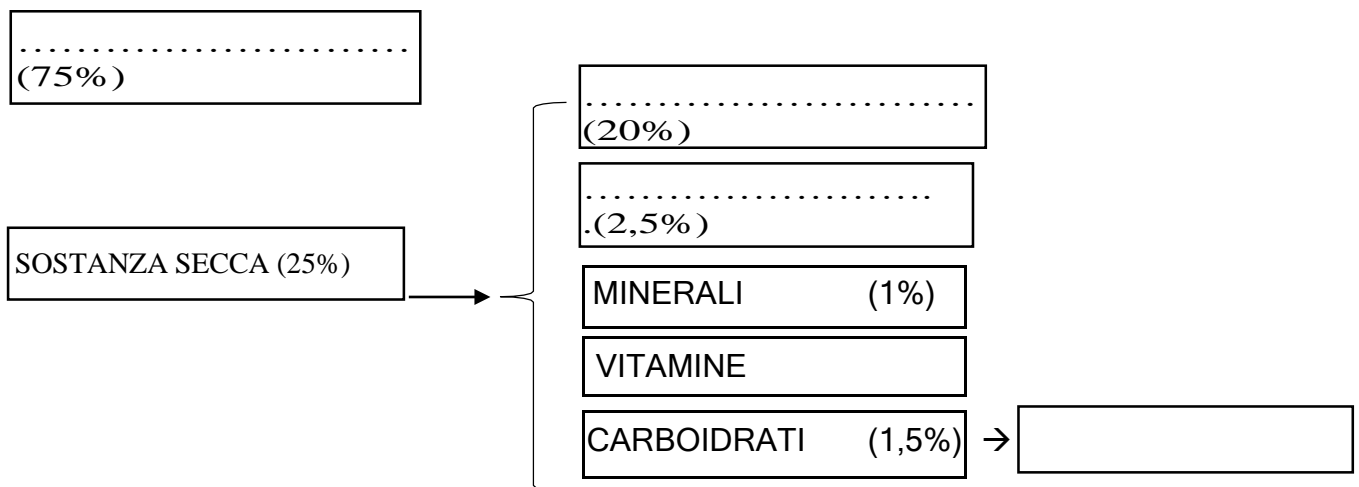 ...........................
(75%)
...........................
(20%)
........................
.(2,5%)
SOSTANZA SECCA (25%)
MINERALI (1%)
VITAMINE
CARBOIDRATI (1,5%) →